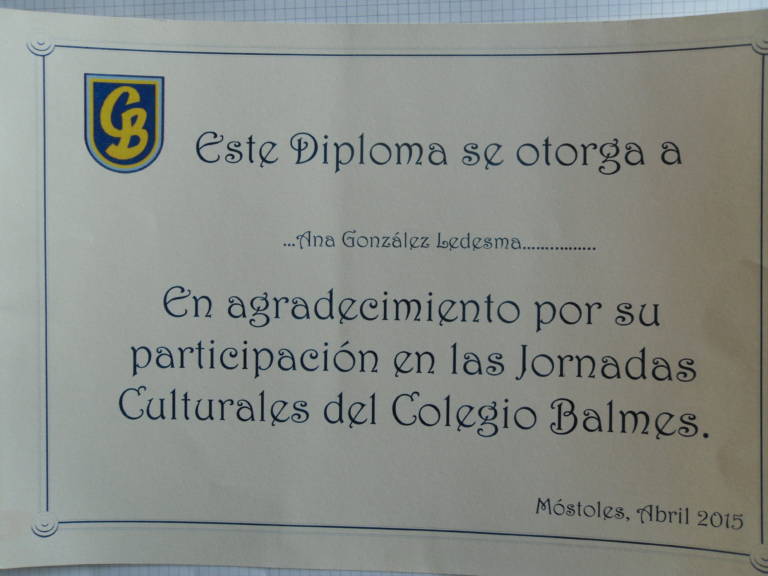 CB
Este Diploma se otorga a
...Ana González Ledesma.................
En agradecimiento por su
participación en las Jornadas
Culturales del Colegio Balmes.
Móstoles, Abril 2015